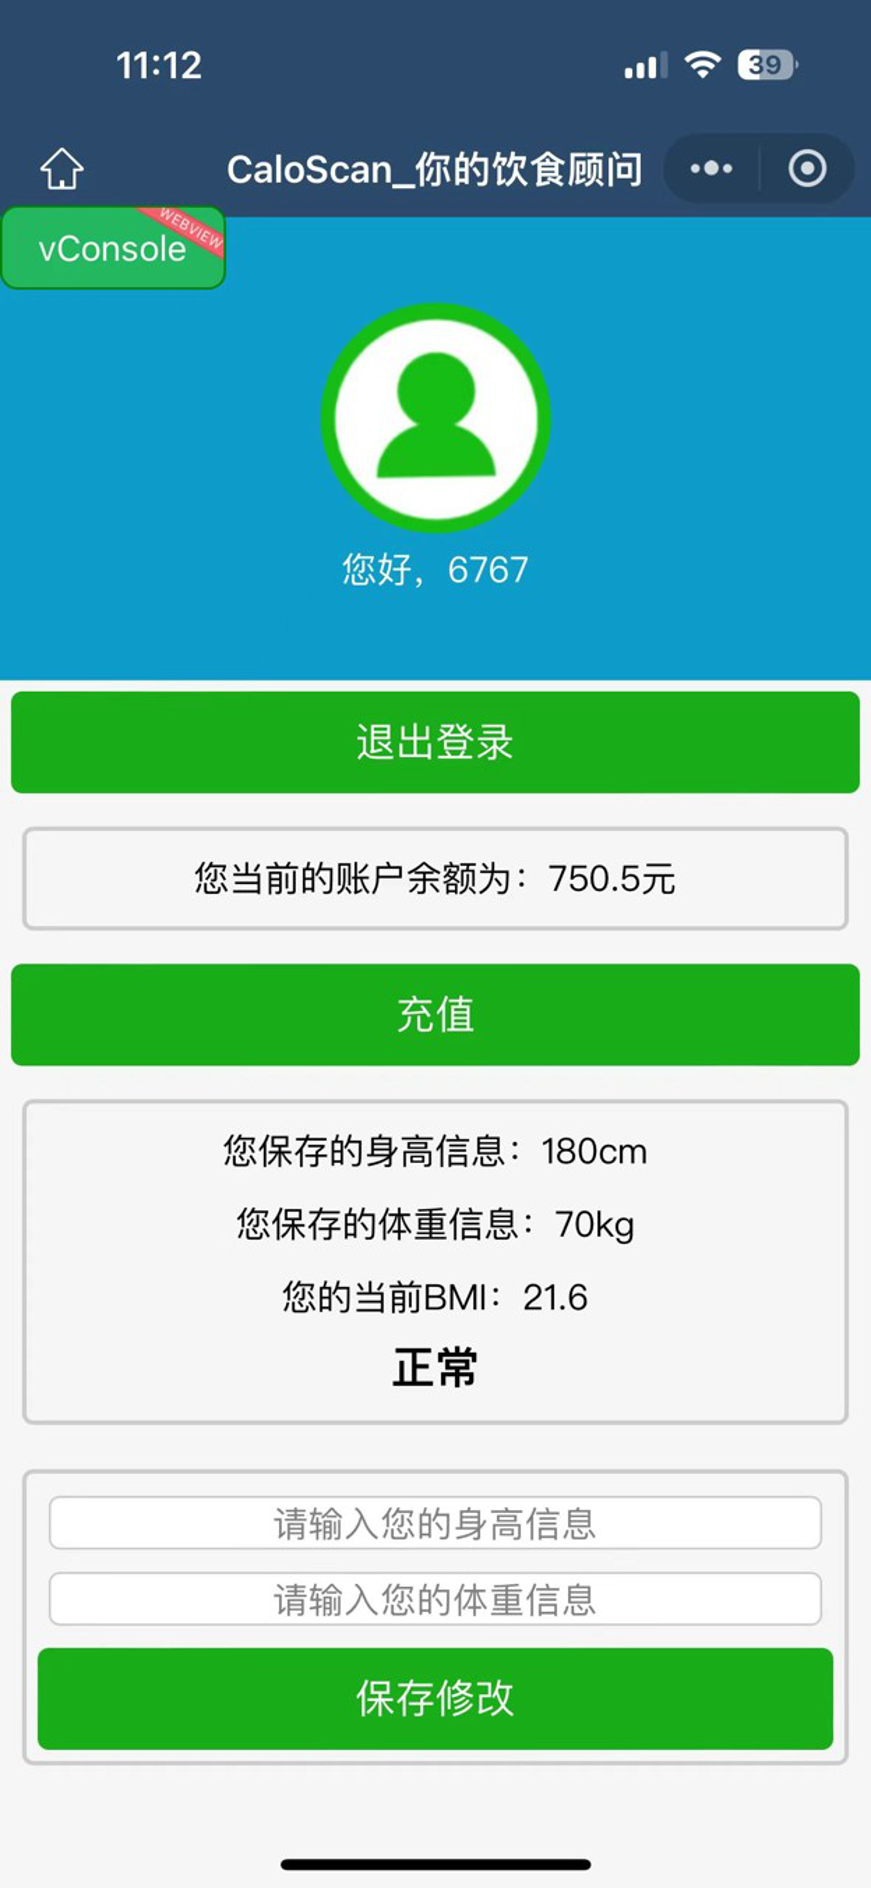 11:12
39
CaloScan_你的饮食顾问
vConsole
WEBVIEW
您好，6767
退出登录
您当前的账户余额为：750.5元
充值
您保存的身高信息：180cm
您保存的体重信息：70kg
您的当前BMI：21.6
正常
请输入您的身高信息
请输入您的体重信息
保存修改